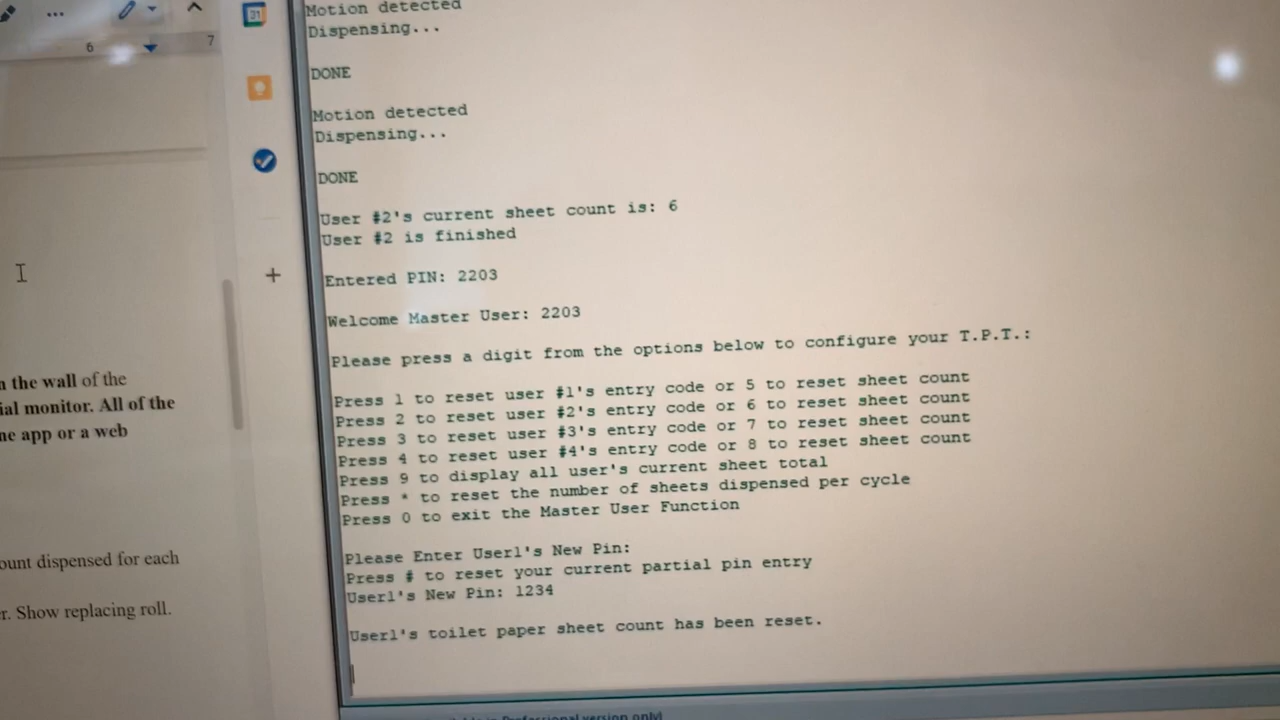 ...
6
7
31
n the wall of the
ial monitor. All of the
ne app or a web
ount dispensed for each
r. Show replacing roll.
Motion detected
Dispensing...
DONE
Motion detected
Dispensing...
DONE
User #2's current sheet count is: 6
User #2 is finished
Entered PIN: 2203
Welcome Master User: 2203
Please press a digit from the options below to configure your T.P.T.:
Press 1 to reset user #1's entry code or 5 to reset sheet count
Press 2 to reset user #2's entry code or 6 to reset sheet count
Press 3 to reset user #3's entry code or 7 to reset sheet count
Press 4 to reset user #4's entry code or 8 to reset sheet count
Press 9 to display all user's current sheet total
Press * to reset the number of sheets dispensed per cycle
Press 0 to exit the Master User Function
Please Enter User1's New Pin:
Press # to reset your current partial pin entry
User1's New Pin: 1234
User1's toilet paper sheet count has been reset.
Professional version only)